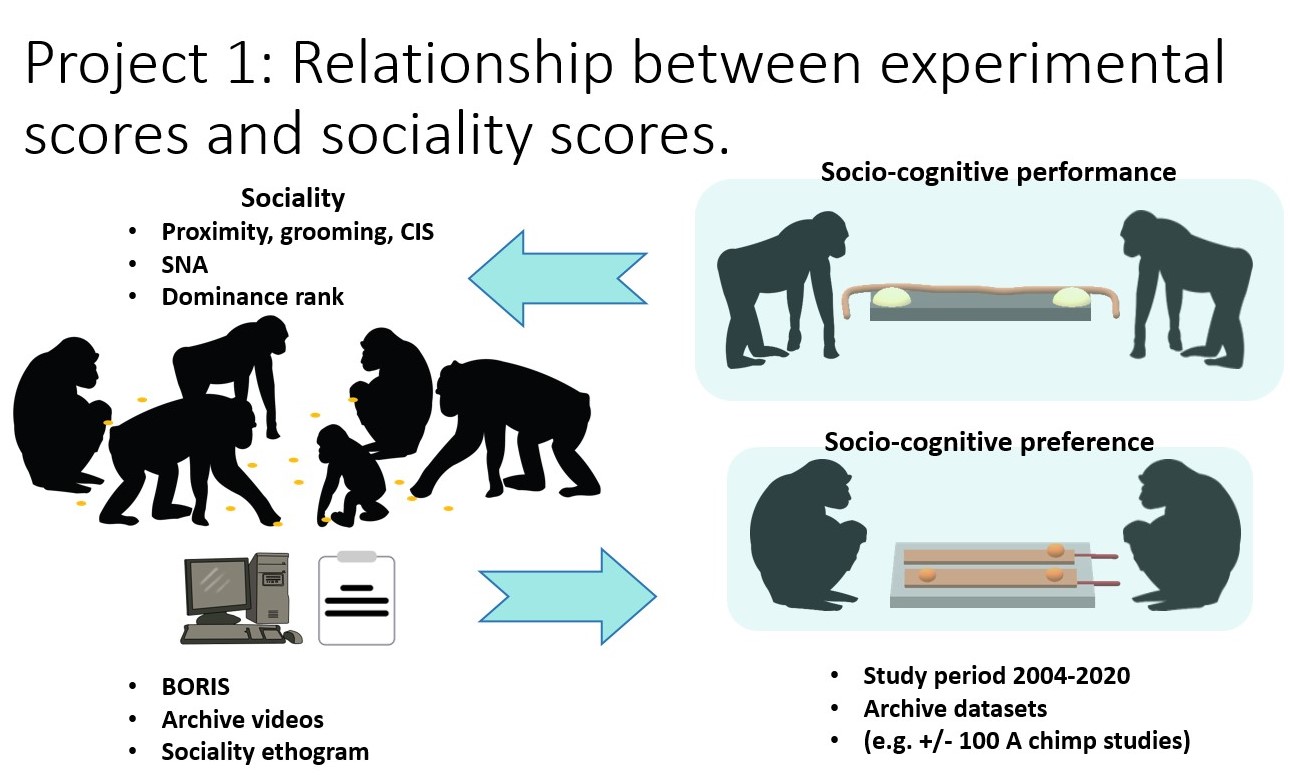 Project 1: Relationship between experimental
scores and sociality scores.
Sociality
• Proximity, grooming, CIS
• SNA
• Dominance rank
Socio-cognitive performance
Socio-cognitive preference
• BORIS
• Archive videos
• Sociality ethogram
• Study period 2004-2020
• Archive datasets
• (e.g. +/- 100 A chimp studies)